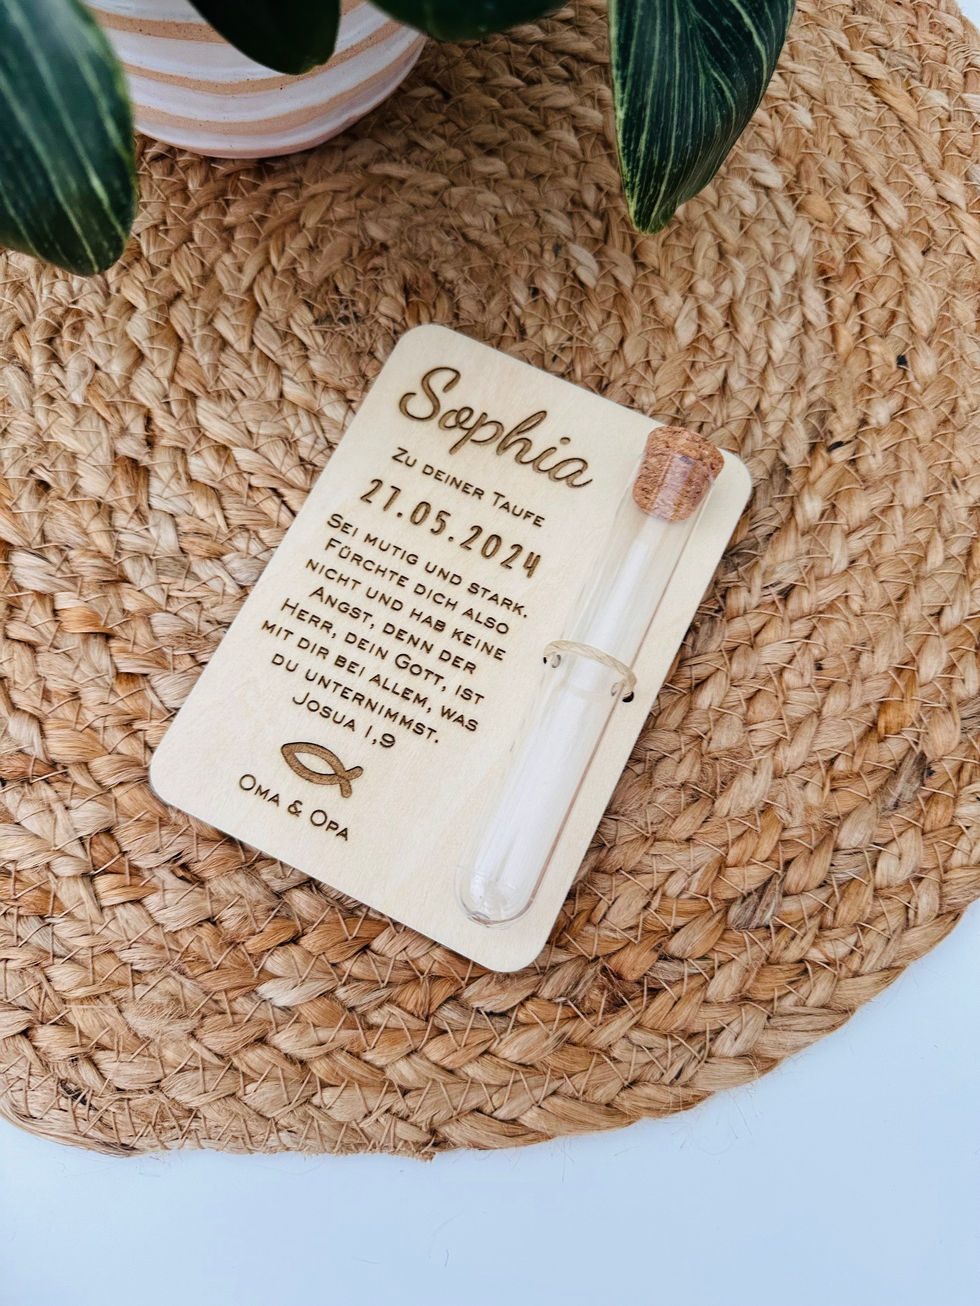 Sophia
Zu deiner Taufe
27.05.2024
Sei mutig und stark.
Fürchte dich also
nicht und hab keine
Angst, denn der
Herr, dein Gott, ist
mit dir bei allem, was
du unternimmst.
Josua 1,9
Oma & Opa